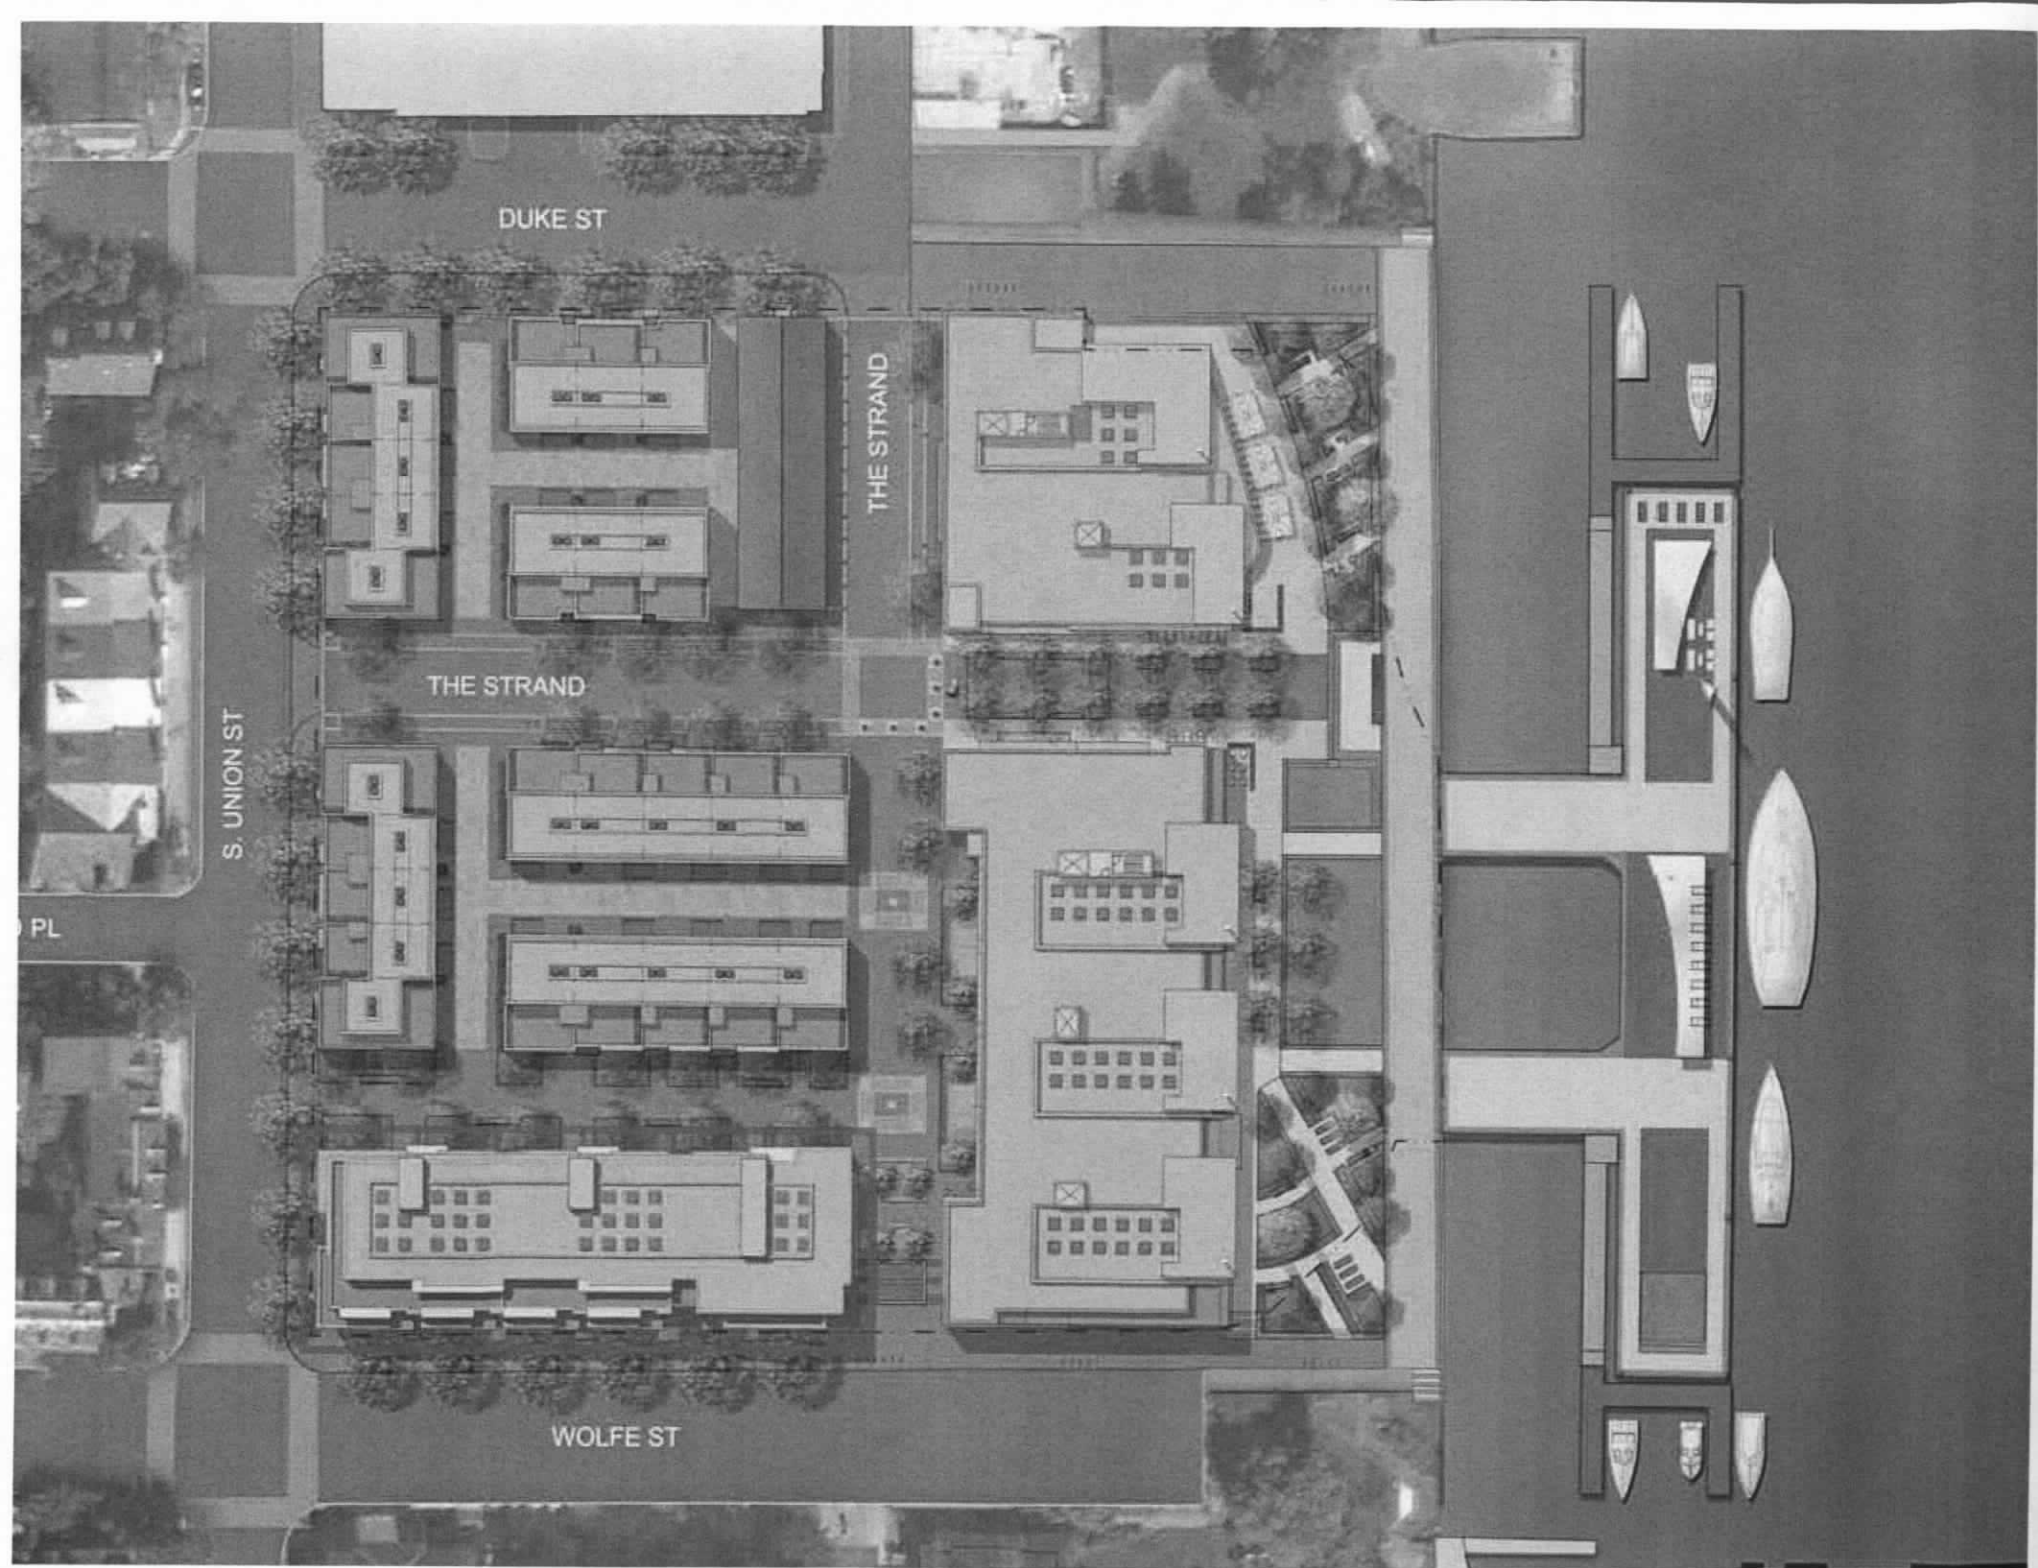 DUKE ST
THE STRAND
THE STRAND
S. UNION ST
PL
WOLFE ST